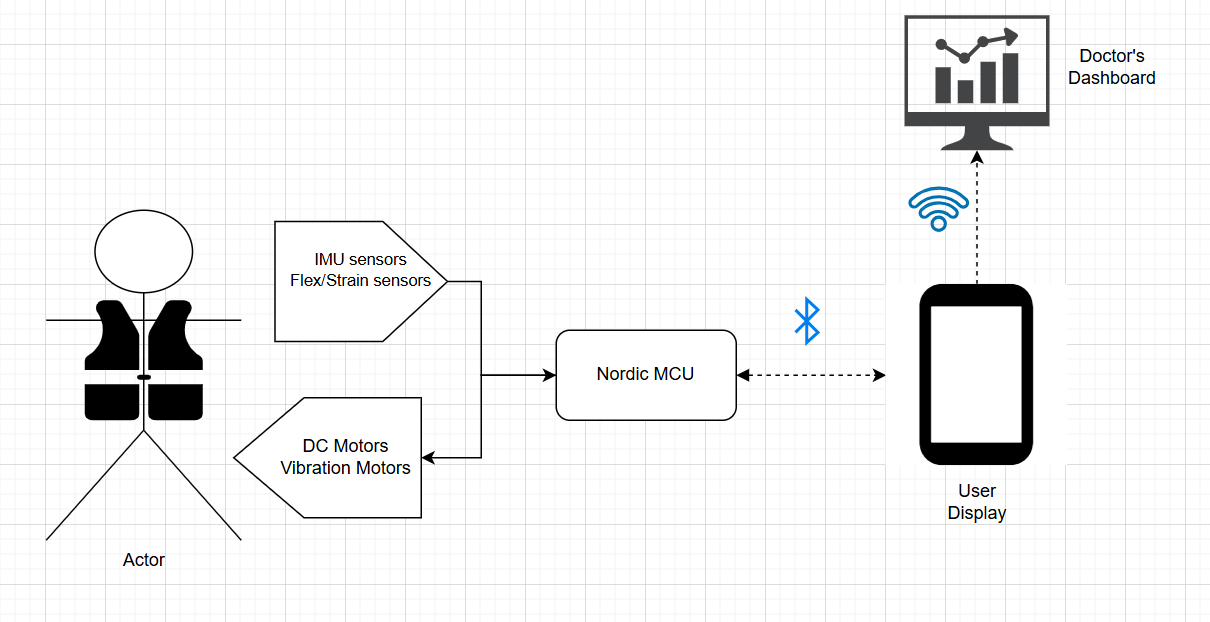 Doctor's
Dashboard
IMU sensors
Flex/Strain sensors
Nordic MCU
DC Motors
Vibration Motors
User
Display
Actor